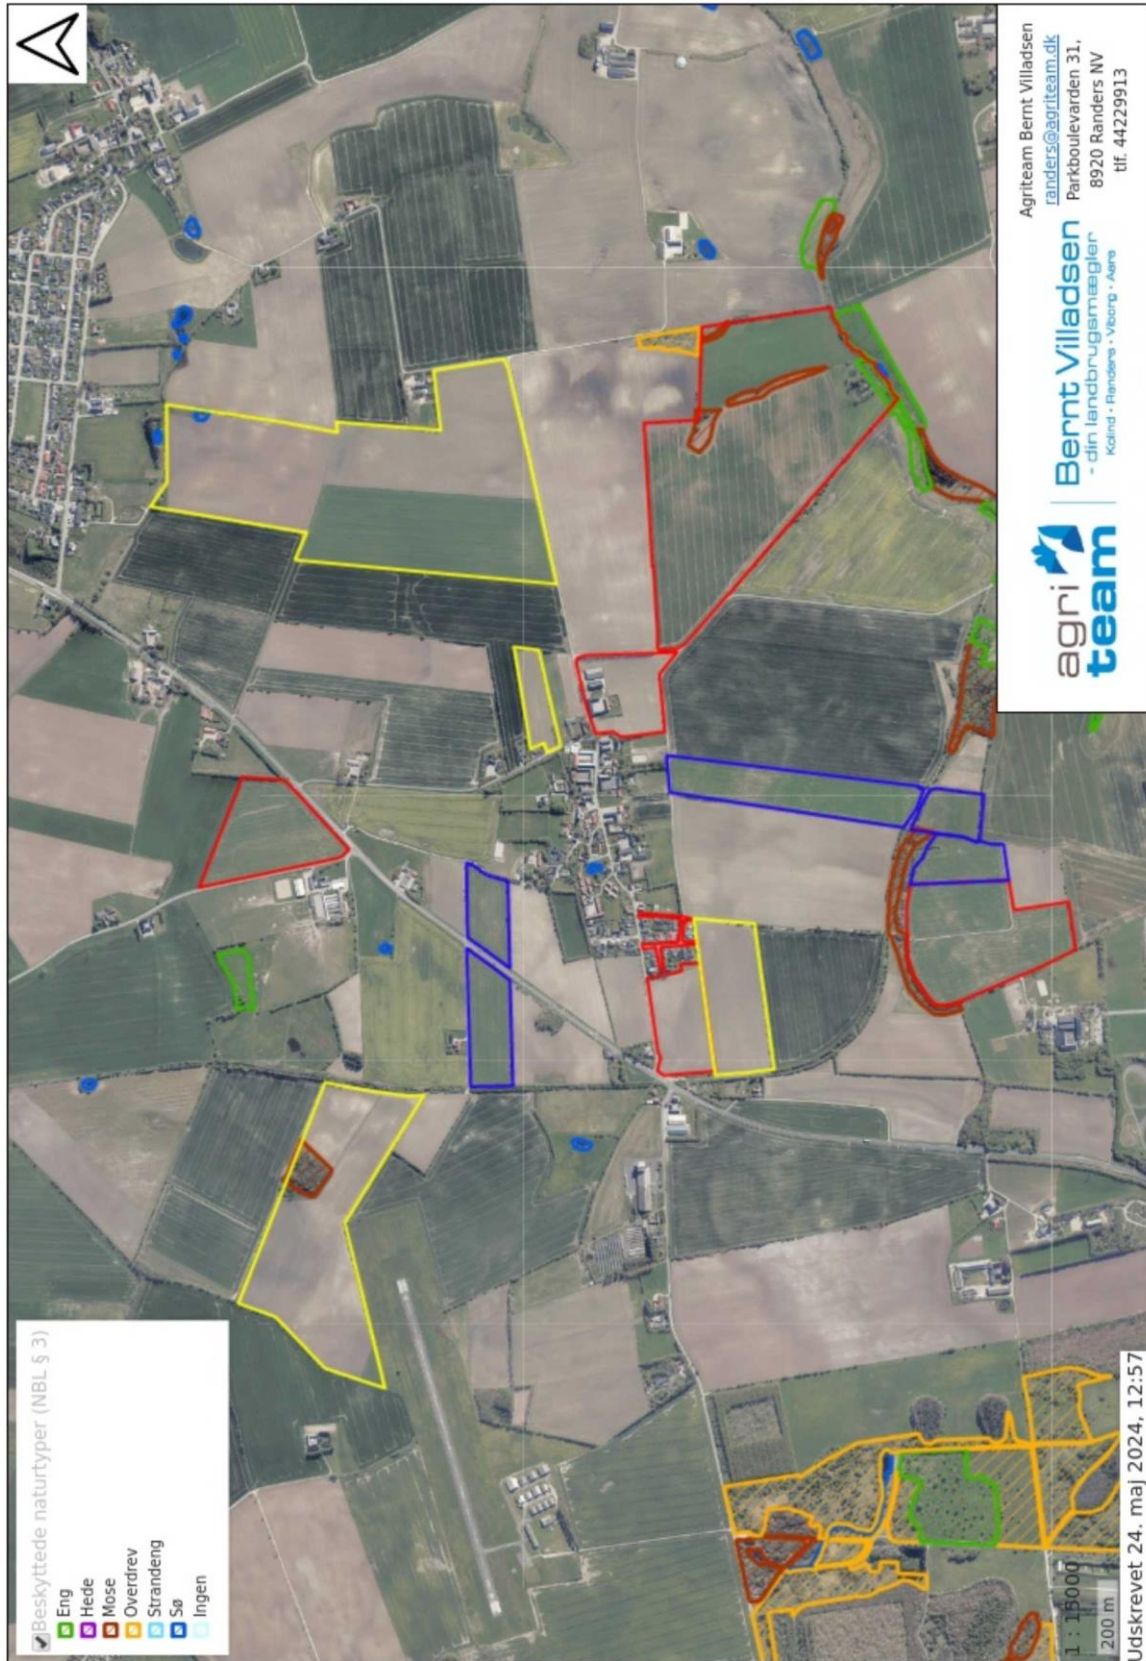 Beskyttede naturtyper (NBL § 3)
Eng
Hede
Mose
Overdrev
Strandeng
Sø
Ingen
1 : 15000
200 m
Udskrevet 24. maj 2024, 12:57
agri
team
Bernt Villadsen
- din landbrugsmægler
Kolind · Randers · Viborg · Aars
Agriteam Bernt Villadsen
randers@agriteam.dk
Parkboulevarden 31,
8920 Randers NV
tlf. 44229913